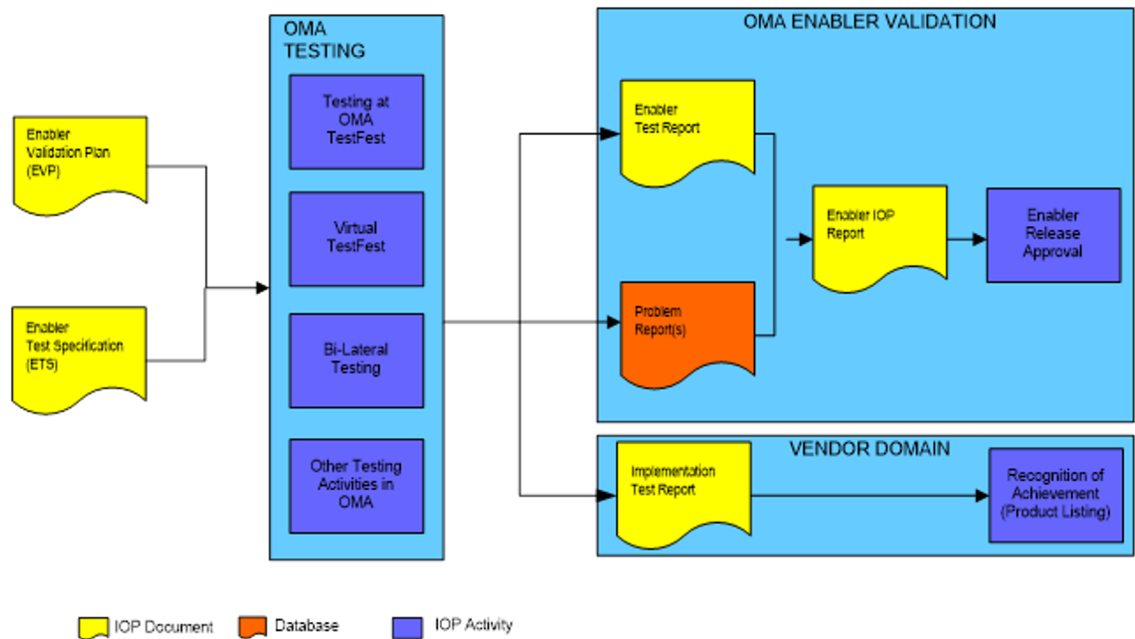 OMA
TESTING
OMA ENABLER VALIDATION
Testing at
OMA
TestFest
Enabler
Test Report
Enabler
Validation Plan
(EVP)
Virtual
TestFest
Enabler IOP
Report
Enabler
Release
Approval
Enabler
Test Specification
(ETS)
Problem
Report(s)
Bi-Lateral
Testing
Other Testing
Activities in
OMA
VENDOR DOMAIN
Implementation
Test Report
Recognition of
Achievement
(Product Listing)
IOP Document
Database
IOP Activity